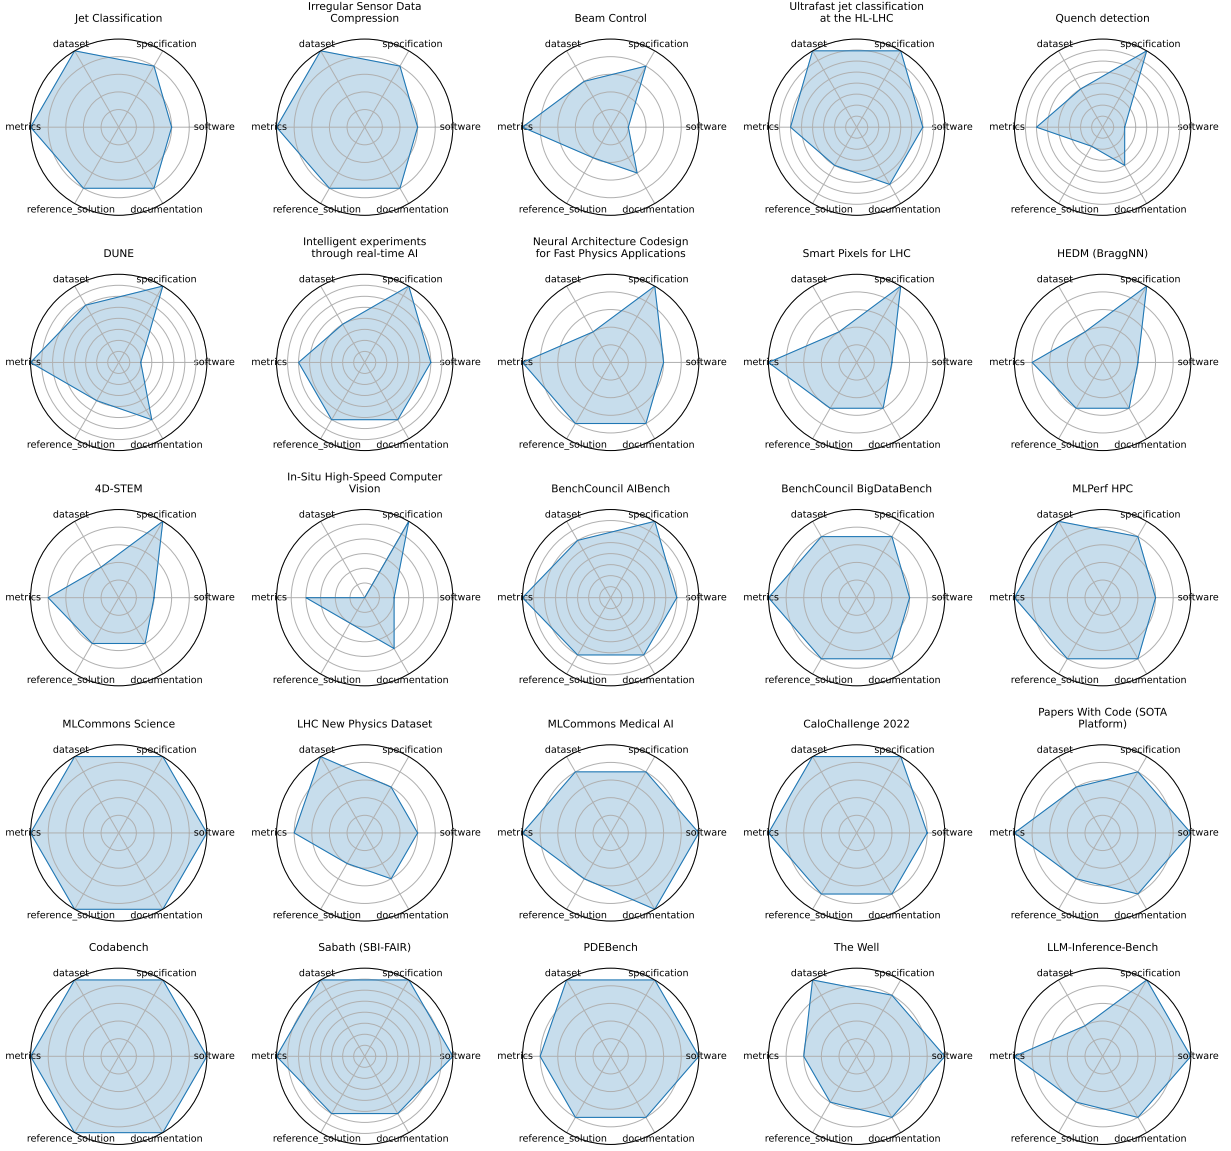 Jet Classification
dataset
specification
metrics
software
reference_solution
documentation
Irregular Sensor Data
Compression
dataset
specification
metrics
software
reference_solution
documentation
Beam Control
dataset
specification
metrics
software
reference_solution
documentation
Ultrafast jet classification
at the HL-LHC
dataset
specification
metrics
software
reference_solution
documentation
Quench detection
dataset
specification
metrics
software
reference_solution
documentation
DUNE
dataset
specification
metrics
software
reference_solution
documentation
Intelligent experiments
through real-time AI
dataset
specification
metrics
software
reference_solution
documentation
Neural Architecture Codesign
for Fast Physics Applications
dataset
specification
metrics
software
reference_solution
documentation
Smart Pixels for LHC
dataset
specification
metrics
software
reference_solution
documentation
HEDM (BraggNN)
dataset
specification
metrics
software
reference_solution
documentation
4D-STEM
dataset
specification
metrics
software
reference_solution
documentation
In-Situ High-Speed Computer
Vision
dataset
specification
metrics
software
reference_solution
documentation
BenchCouncil AIBench
dataset
specification
metrics
software
reference_solution
documentation
BenchCouncil BigDataBench
dataset
specification
metrics
software
reference_solution
documentation
MLPerf HPC
dataset
specification
metrics
software
reference_solution
documentation
MLCommons Science
dataset
specification
metrics
software
reference_solution
documentation
LHC New Physics Dataset
dataset
specification
metrics
software
reference_solution
documentation
MLCommons Medical AI
dataset
specification
metrics
software
reference_solution
documentation
CaloChallenge 2022
dataset
specification
metrics
software
reference_solution
documentation
Papers With Code (SOTA
Platform)
dataset
specification
metrics
software
reference_solution
documentation
Codabench
dataset
specification
metrics
software
reference_solution
documentation
Sabath (SBI-FAIR)
dataset
specification
metrics
software
reference_solution
documentation
PDEBench
dataset
specification
metrics
software
reference_solution
documentation
The Well
dataset
specification
metrics
software
reference_solution
documentation
LLM-Inference-Bench
dataset
specification
metrics
software
reference_solution
documentation